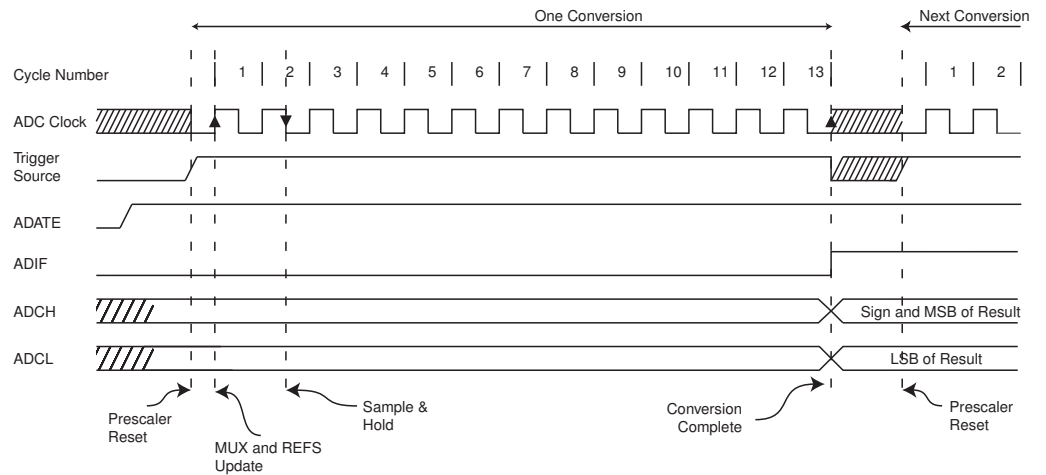 One Conversion
Next Conversion
Cycle Number
1 2 3 4 5 6 7 8 9 10 11 12 13 1 2
ADC Clock
Trigger
Source
ADATE
ADIF
ADCH
Sign and MSB of Result
ADCL
LSB of Result
Prescaler
Reset
MUX and REFS
Update
Sample &
Hold
Conversion
Complete
Prescaler
Reset